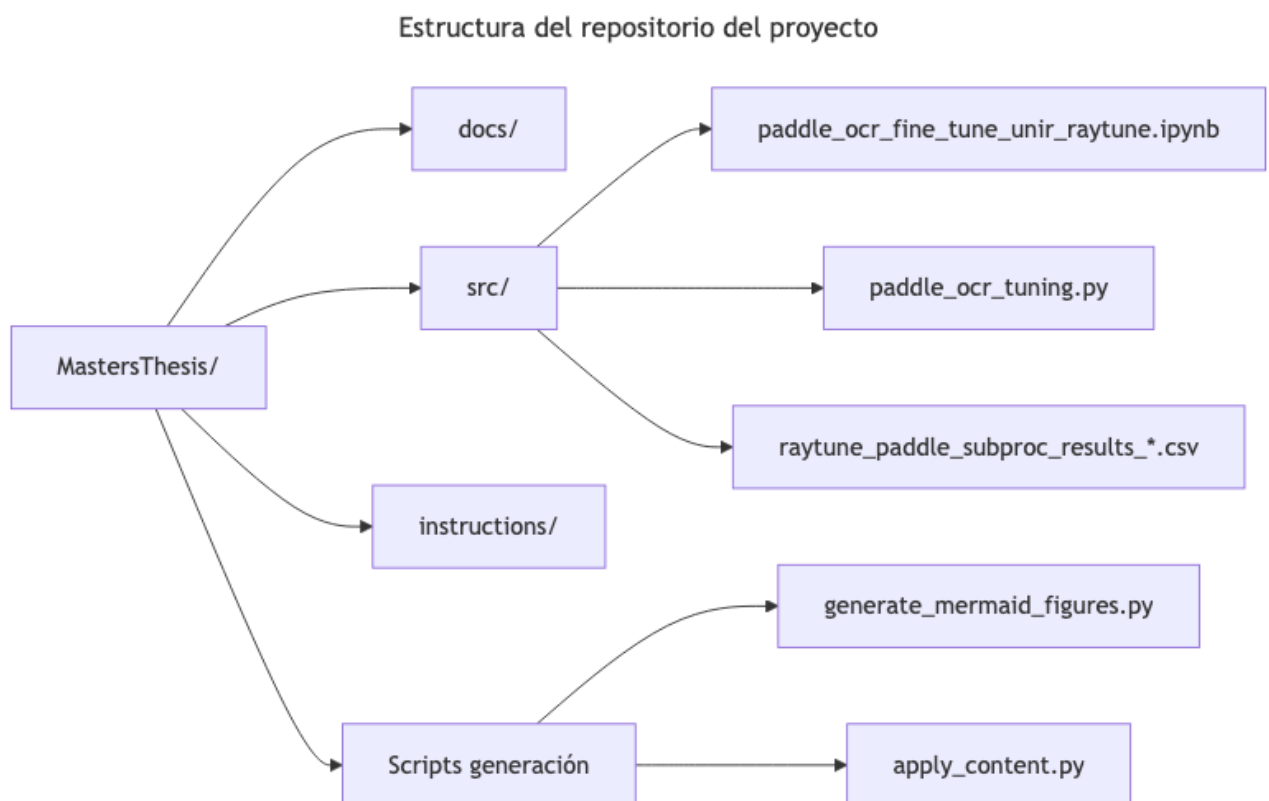 Estructura del repositorio del proyecto
docs/
paddle_ocr_fine_tune_unir_raytune.ipynb
src/
paddle_ocr_tuning.py
MastersThesis/
raytune_paddle_subproc_results_*.csv
instructions/
generate_mermaid_figures.py
Scripts generación
apply_content.py